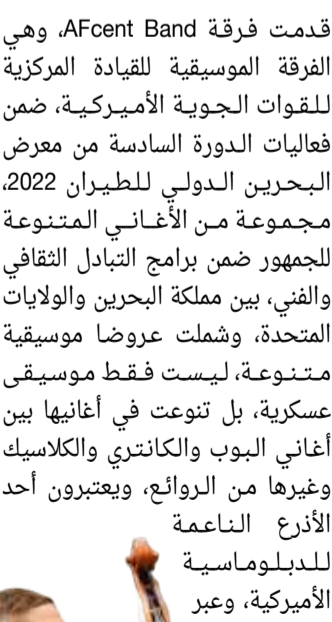 قدمت فرقة AFcent Band، وهي
الفرقة الموسيقية للقيادة المركزية
للقوات الجوية الأميركية، ضمن
فعاليات الدورة السادسة من معرض
البحرين الدولي للطيران 2022،
مجموعة من الأغاني المتنوعة
للجمهور ضمن برامج التبادل الثقافي
والفني، بين مملكة البحرين والولايات
المتحدة، وشملت عروضا موسيقية
متنوعة، ليست فقط موسيقى
عسكرية، بل تنوعت في أغانيها بين
أغاني البوب والكانتري والكلاسيك
وغيرها من الروائع، ويعتبرون أحد
الأذرع الناعمة
للدبلوماسية
الأميركية، وعبر